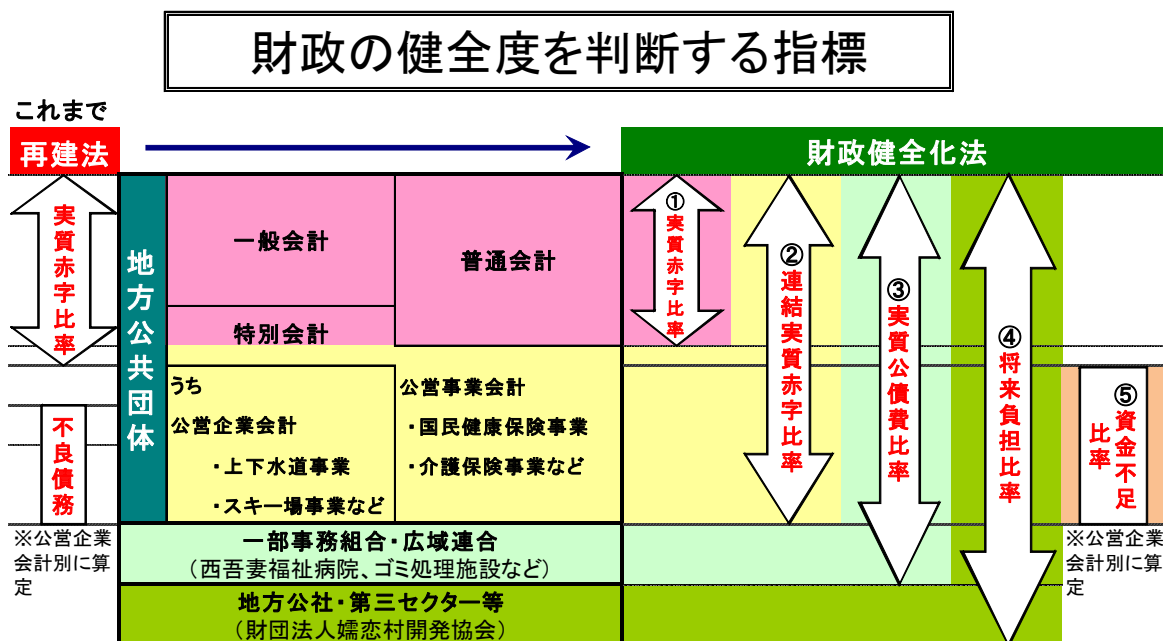 財政の健全度を判断する指標
これまで
再建法
財政健全化法
実質赤字比率
不良債務
※公営企業
会計別に算
定
地方公共団体
一般会計
普通会計
特別会計
うち
公営企業会計
・上下水道事業
・スキー場事業など
公営事業会計
・国民健康保険事業
・介護保険事業など
一部事務組合・広域連合
(西吾妻福祉病院、ゴミ処理施設など)
地方公社・第三セクター等
(財団法人嬬恋村開発協会)
①実質赤字比率
②連結実質赤字比率
③実質公債費比率
④将来負担比率
⑤資金不足
比率
※公営企業
会計別に算
定